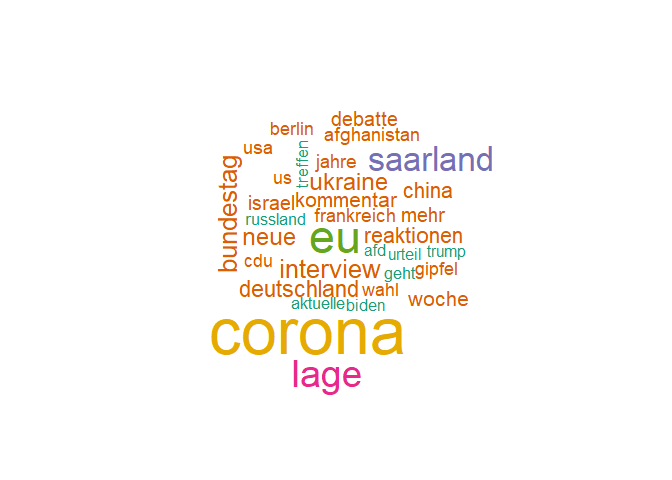 debatte
berlin
afghanistan
usa
treffen
jahre
saarland
bundestag
us
ukraine
china
israel
kommentar
russland
frankreich
mehr
neue
eu
reaktionen
afd
urteil
trump
cdu
interview
geht
gipfel
deutschland
wahl
woche
aktuelle
biden
corona
lage